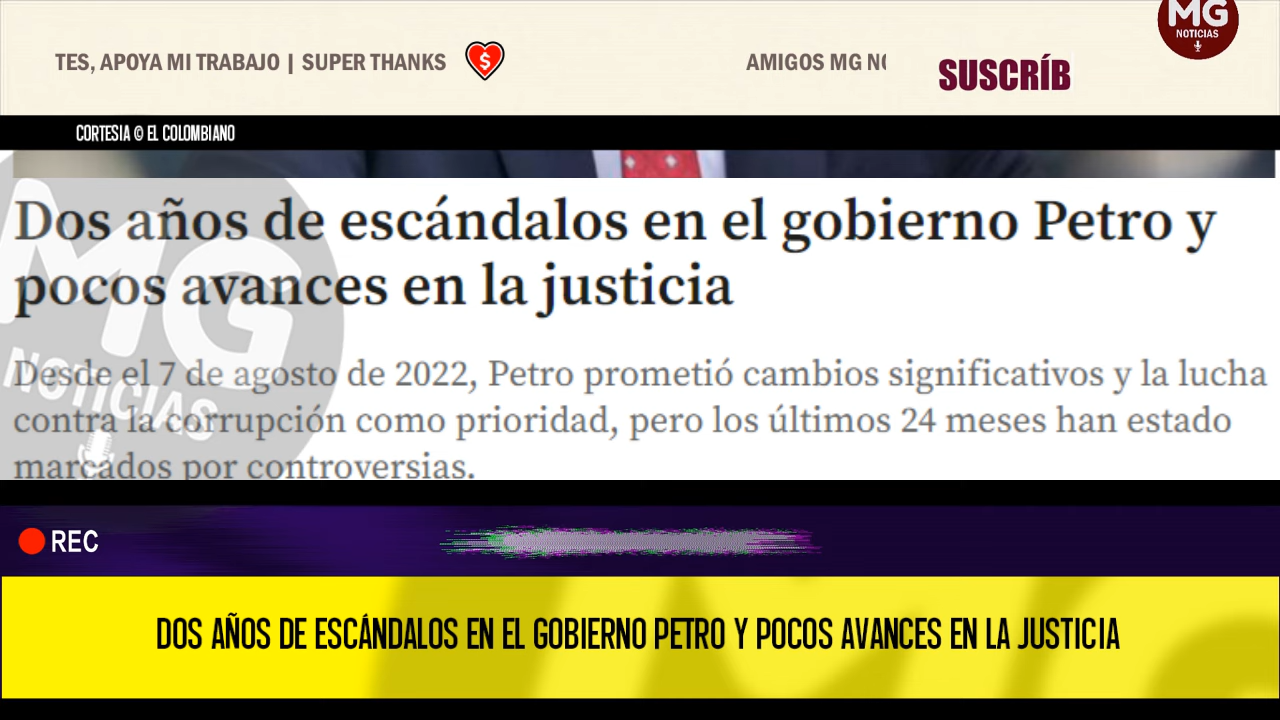 MG
NOTICIAS
TES, APOYA MI TRABAJO | SUPER THANKS
AMIGOS MG NO
SUSCRÍB
CORTESIA © EL COLOMBIANO
Dos años de escándalos en el gobierno Petro y
pocos avances en la justicia
Desde el 7 de agosto de 2022, Petro prometió cambios significativos y la lucha
contra la corrupción como prioridad, pero los últimos 24 meses han estado
marcados por controversias.
MG
NOTICIAS
REC
DOS AÑOS DE ESCÁNDALOS EN EL GOBIERNO PETRO Y POCOS AVANCES EN LA JUSTICIA